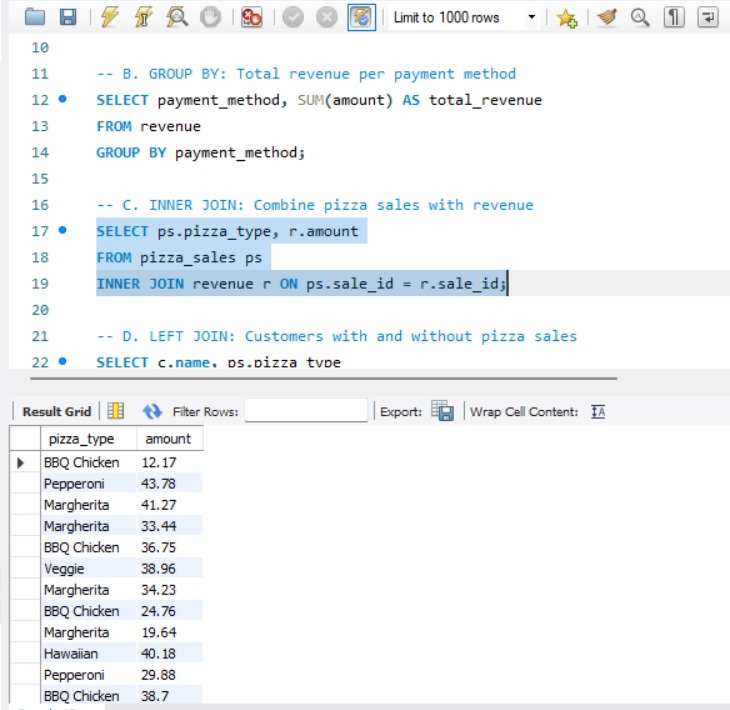 Limit to 1000 rows
10
11 -- B. GROUP BY: Total revenue per payment method
12 SELECT payment_method, SUM(amount) AS total_revenue
13 FROM revenue
14 GROUP BY payment_method;
15
16 -- C. INNER JOIN: Combine pizza sales with revenue
17 SELECT ps.pizza_type, r.amount
18 FROM pizza_sales ps
19 INNER JOIN revenue r ON ps.sale_id = r.sale_id;
20
21 -- D. LEFT JOIN: Customers with and without pizza sales
22 SELECT c.name, ps.pizza_type
Result Grid Filter Rows: Export: Wrap Cell Content:
pizza_type amount
BBQ Chicken 12.17
Pepperoni 43.78
Margherita 41.27
Margherita 33.44
BBQ Chicken 36.75
Veggie 38.96
Margherita 34.23
BBQ Chicken 24.76
Margherita 19.64
Hawaiian 40.18
Pepperoni 29.88
BBQ Chicken 38.7